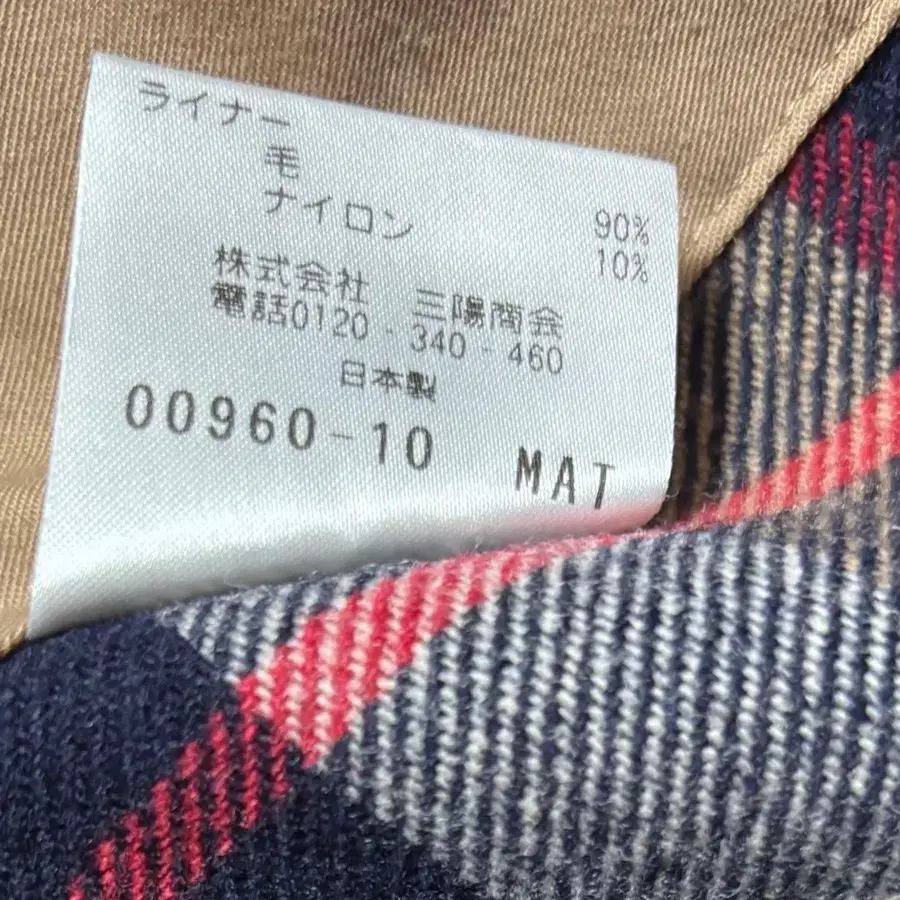 ライナー
毛 90%
ナイロン 10%
株式会社 三陽商会
電話0120-340-460
日本製
00960-10 MAT